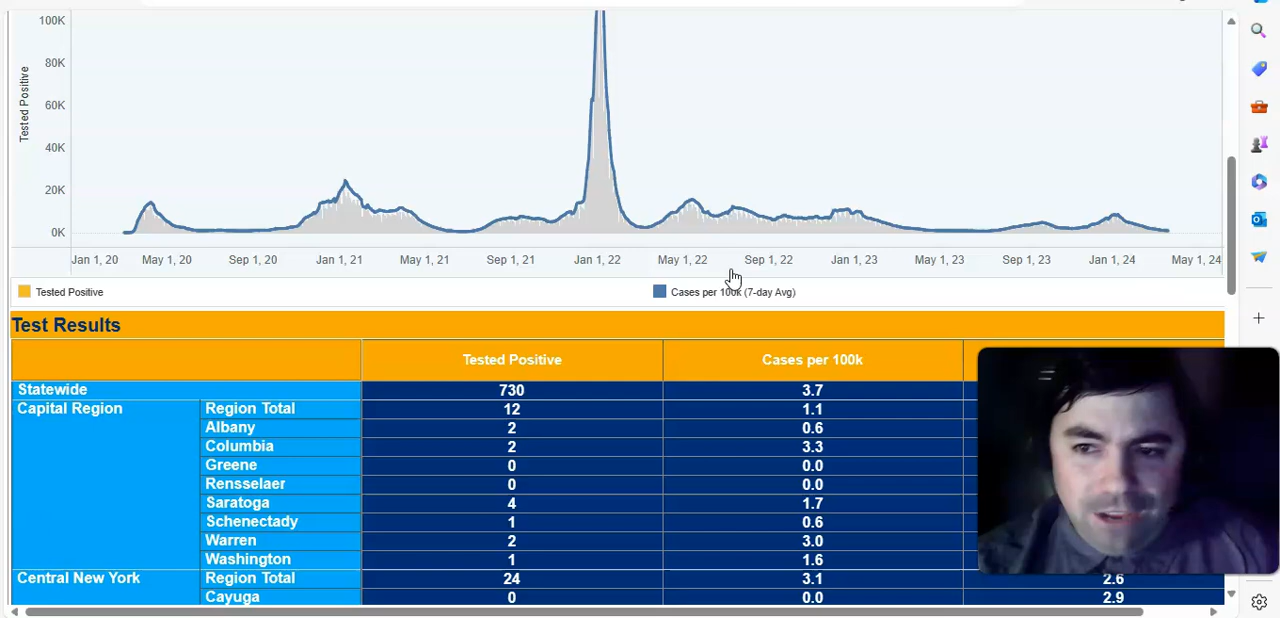 100K
80K
60K
40K
20K
0K
Tested Positive
Jan 1, 20 May 1, 20 Sep 1, 20 Jan 1, 21 May 1, 21 Sep 1, 21 Jan 1, 22 May 1, 22 Sep 1, 22 Jan 1, 23 May 1, 23 Sep 1, 23 Jan 1, 24 May 1, 24
Tested Positive Cases per 100k (7-day Avg)
Test Results
Tested Positive Cases per 100k
Statewide 730 3.7
Capital Region Region Total 12 1.1
Albany 2 0.6
Columbia 2 3.3
Greene 0 0.0
Rensselaer 0 0.0
Saratoga 4 1.7
Schenectady 1 0.6
Warren 2 3.0
Washington 1 1.6
Central New York Region Total 24 3.1 2.6
Cayuga 0 0.0 2.9